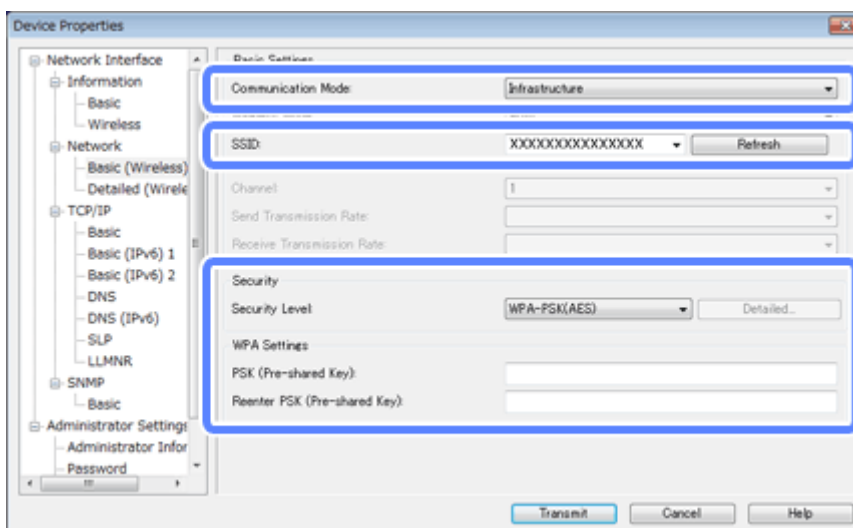 Device Properties
Network Interface
Information
Basic
Wireless
Network
Basic (Wireless)
Detailed (Wirele
TCP/IP
Basic
Basic (IPv6) 1
Basic (IPv6) 2
DNS
DNS (IPv6)
SLP
LLMNR
SNMP
Basic
Administrator Settings
Administrator Infor
Password
Basic Settings
Communication Mode: Infrastructure
SSID: XXXXXXXXXXXXXXX Refresh
Channel: 1
Send Transmission Rate:
Receive Transmission Rate:
Security
Security Level: WPA-PSK(AES) Detailed...
WPA Settings
PSK (Pre-shared Key):
Reenter PSK (Pre-shared Key):
Transmit Cancel Help